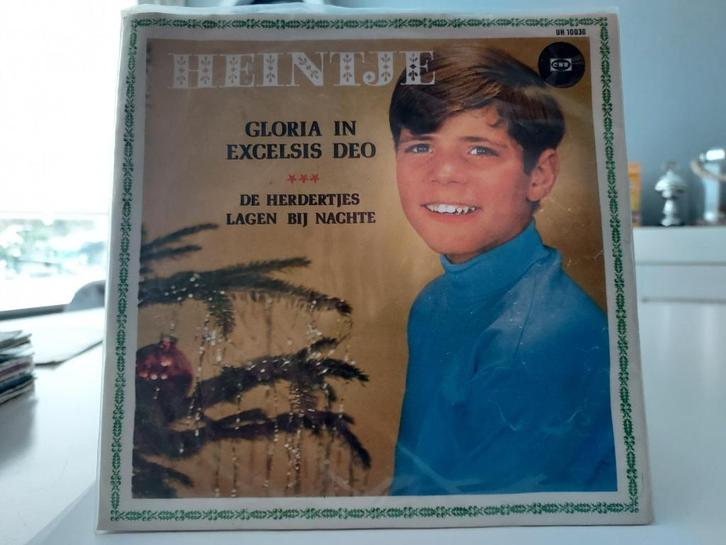 UH 10030
HEINTJE
CNR
GLORIA IN
EXCELSIS DEO
***
DE HERDERTJES
LAGEN BIJ NACHTE